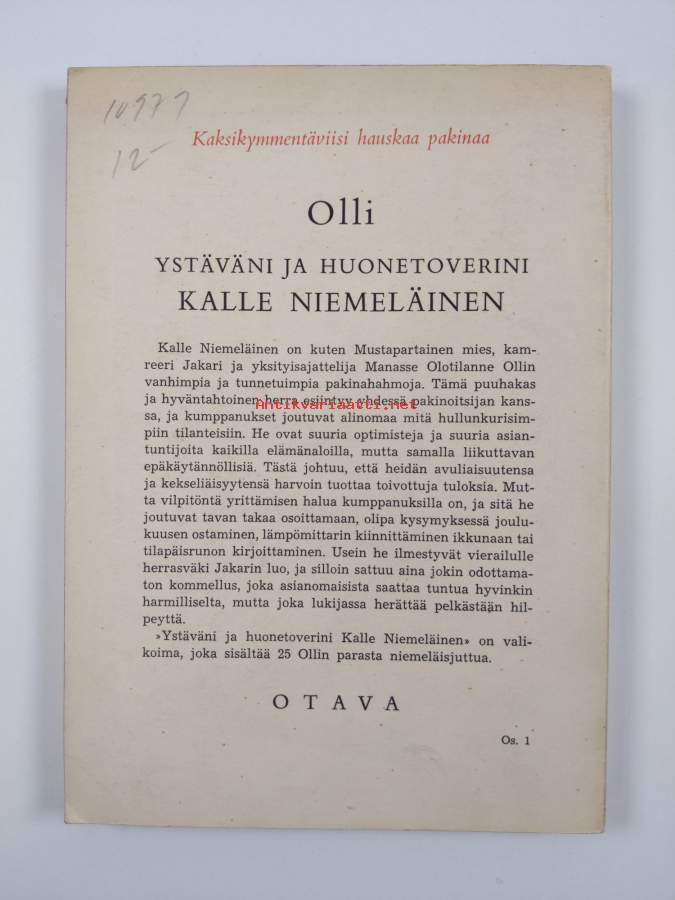 10979
12-
Kaksikymmentäviisi hauskaa pakinaa
Olli
YSTÄVÄNI JA HUONETOVERINI
KALLE NIEMELÄINEN
Kalle Niemeläinen on kuten Mustapartainen mies, kam-
reeri Jakari ja yksityisajattelija Manasse Olotilanne Ollin
vanhimpia ja tunnetuimpia pakinahahmoja. Tämä puuhakas
ja hyväntahtoinen herra esiintyy yhdessä pakinoitsijan kans-
Antikvariaatti.net
sa, ja kumppanukset joutuvat alinomaa mitä hullunkurisim-
piin tilanteisiin. He ovat suuria optimisteja ja suuria asian-
tuntijoita kaikilla elämänaloilla, mutta samalla liikuttavan
epäkäytännöllisiä. Tästä johtuu, että heidän avuliaisuutensa
ja kekseliäisyytensä harvoin tuottaa toivottuja tuloksia. Mut-
ta vilpitöntä yrittämisen halua kumppanuksilla on, ja sitä he
joutuvat tavan takaa osoittamaan, olipa kysymyksessä joulu-
kuusen ostaminen, lämpömittarin kiinnittäminen ikkunaan tai
tilapäisrunon kirjoittaminen. Usein he ilmestyvät vierailulle
herrasväki Jakarin luo, ja silloin sattuu aina jokin odottama-
ton kommellus, joka asianomaisista saattaa tuntua hyvinkin
harmilliselta, mutta joka lukijassa herättää pelkästään hil-
peyttä.
»Ystäväni ja huonetoverini Kalle Niemeläinen» on vali-
koima, joka sisältää 25 Ollin parasta niemeläisjuttua.
OTAVA
Os. 1